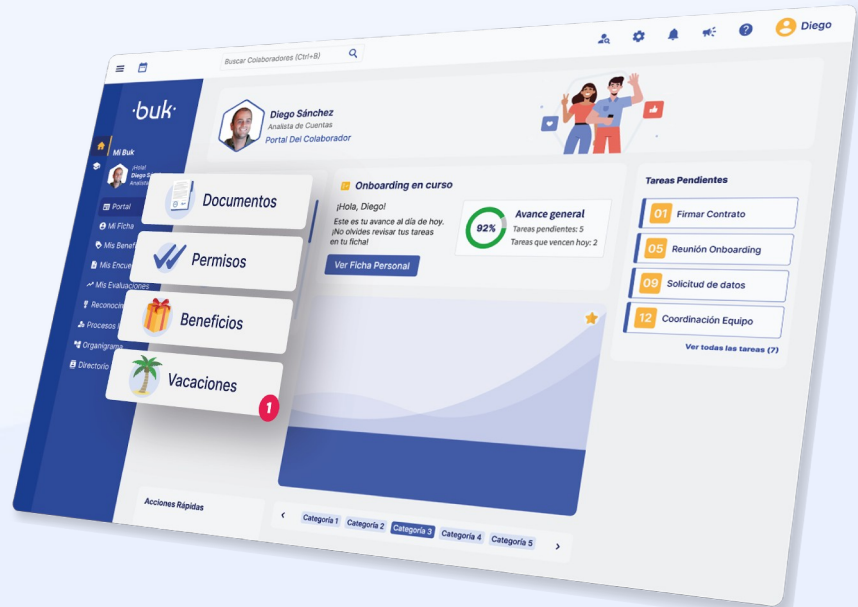 Buscar Colaboradores (Ctrl+B)
Diego
·buk·
Mi Buk
¡Hola!
Diego
Portal
Mi Ficha
Mis
Mis
Mis Evaluaciones
Procesos
Organigrama
Directorio
Diego Sánchez
Analista de Cuentas
Portal Del Colaborador
Documentos
Permisos
Beneficios
Vacaciones
1
Onboarding en curso
¡Hola, Diego!
Este es tu avance al día de hoy.
¡No olvides revisar tus tareas
en tu ficha!
Ver Ficha Personal
92%
Avance general
Tareas pendientes: 5
Tareas que vencen hoy: 2
Tareas Pendientes
01 Firmar Contrato
05 Reunión Onboarding
09 Solicitud de datos
12 Coordinación Equipo
Ver todas las tareas (7)
Acciones Rápidas
Categoría 1 Categoría 2 Categoría 3 Categoría 4 Categoría 5